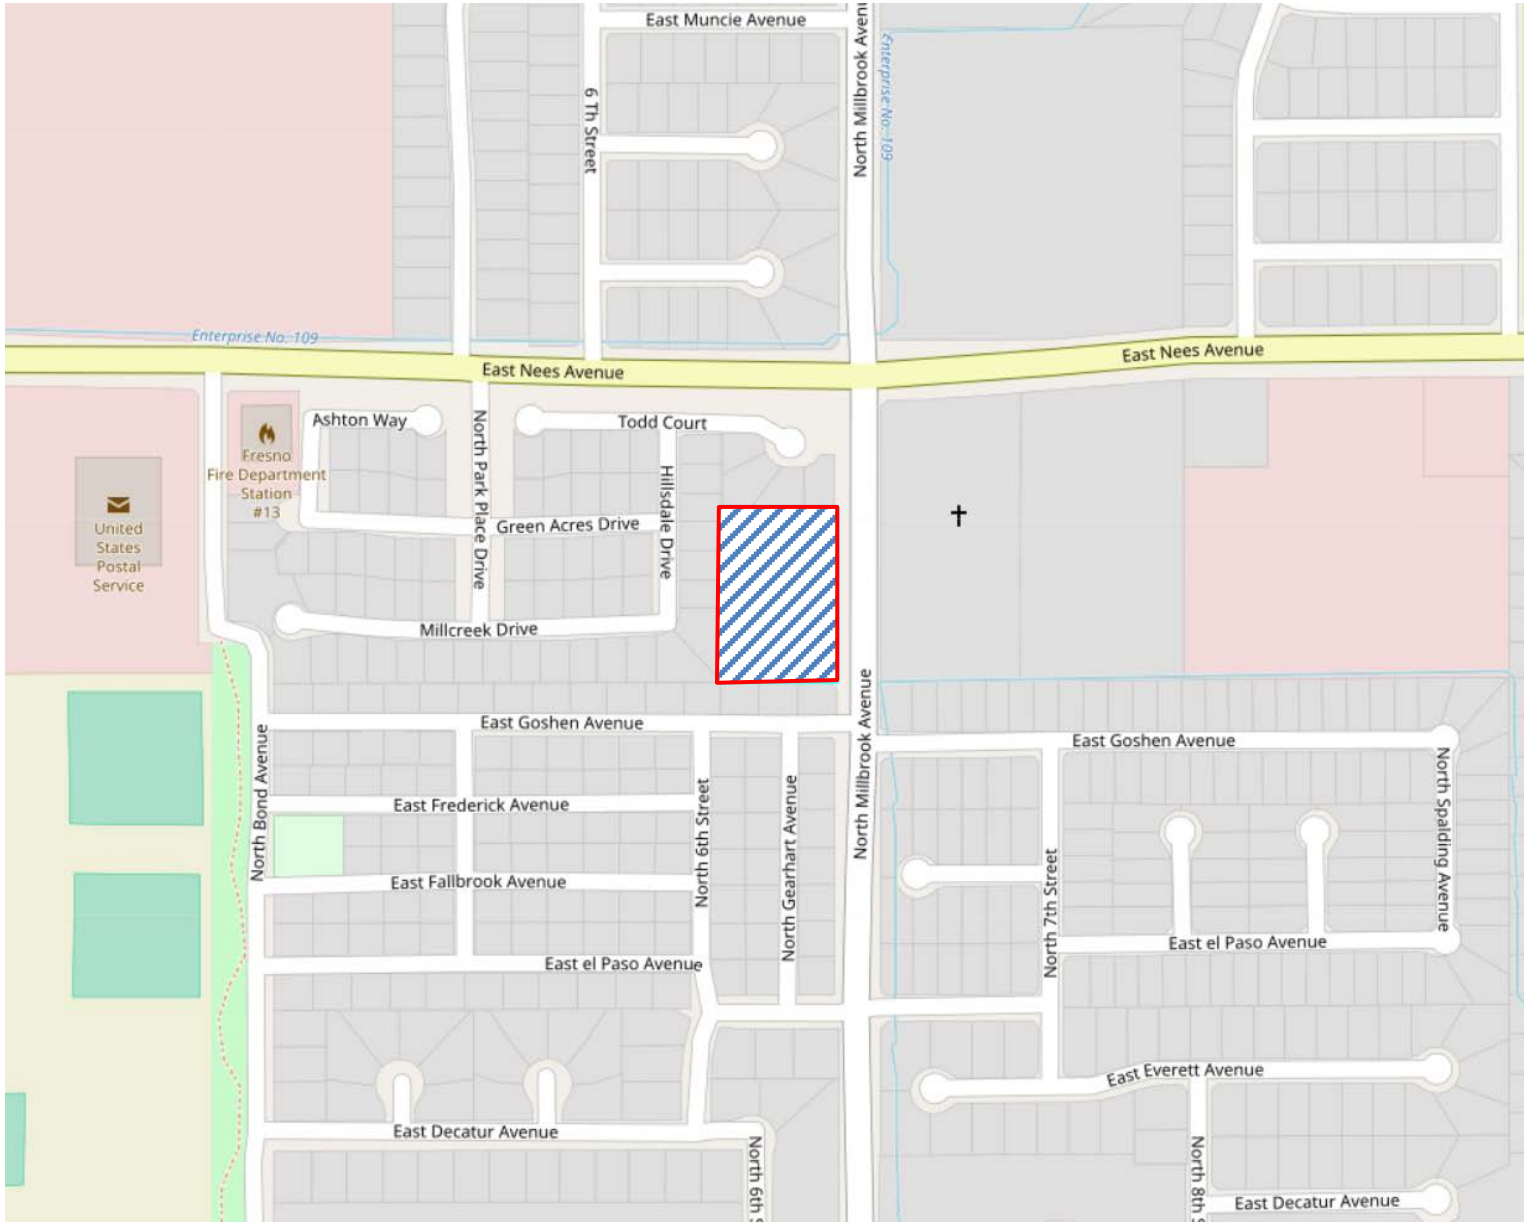 East Muncie Avenue
North Millbrook Avenu
Enterprise No. 109
6 Th Street
Enterprise No. 109
East Nees Avenue
East Nees Avenue
Ashton Way
Todd Court
North Park Place Drive
Hillsdale Drive
Fresno
Fire Department
Station
#13
United
States
Postal
Service
Green Acres Drive
Millcreek Drive
East Goshen Avenue
North Millbrook Avenue
East Goshen Avenue
North Bond Avenue
North 6th Street
North Gearhart Avenue
North Spalding Avenue
East Frederick Avenue
East Fallbrook Avenue
North 7th Street
East el Paso Avenue
East el Paso Avenue
East Everett Avenue
East Decatur Avenue
North 6th S
North 8th S
East Decatur Avenue